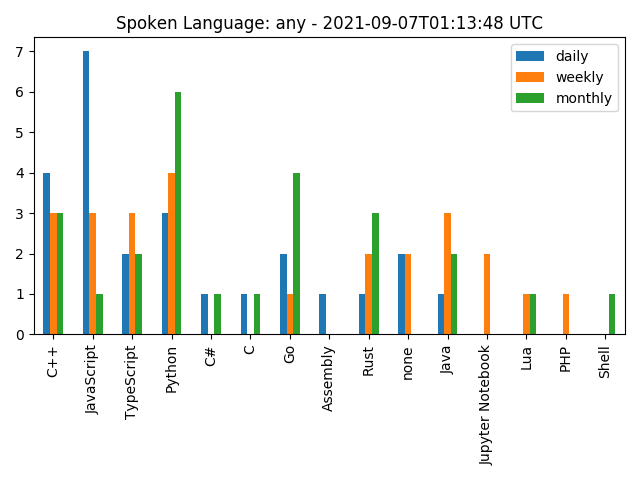 Spoken Language: any - 2021-09-07T01:13:48 UTC
daily
weekly
monthly
7
6
5
4
3
2
1
0
C++
JavaScript
TypeScript
Python
C#
C
Go
Assembly
Rust
none
Java
Jupyter Notebook
Lua
PHP
Shell